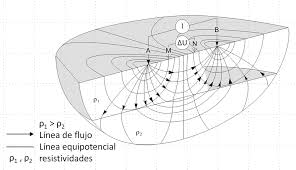 I
ΔU
A
M
N
B
ρ1
ρ2
ρ1 > ρ2
Línea de flujo
Línea equipotencial
ρ1 , ρ2 resistividades